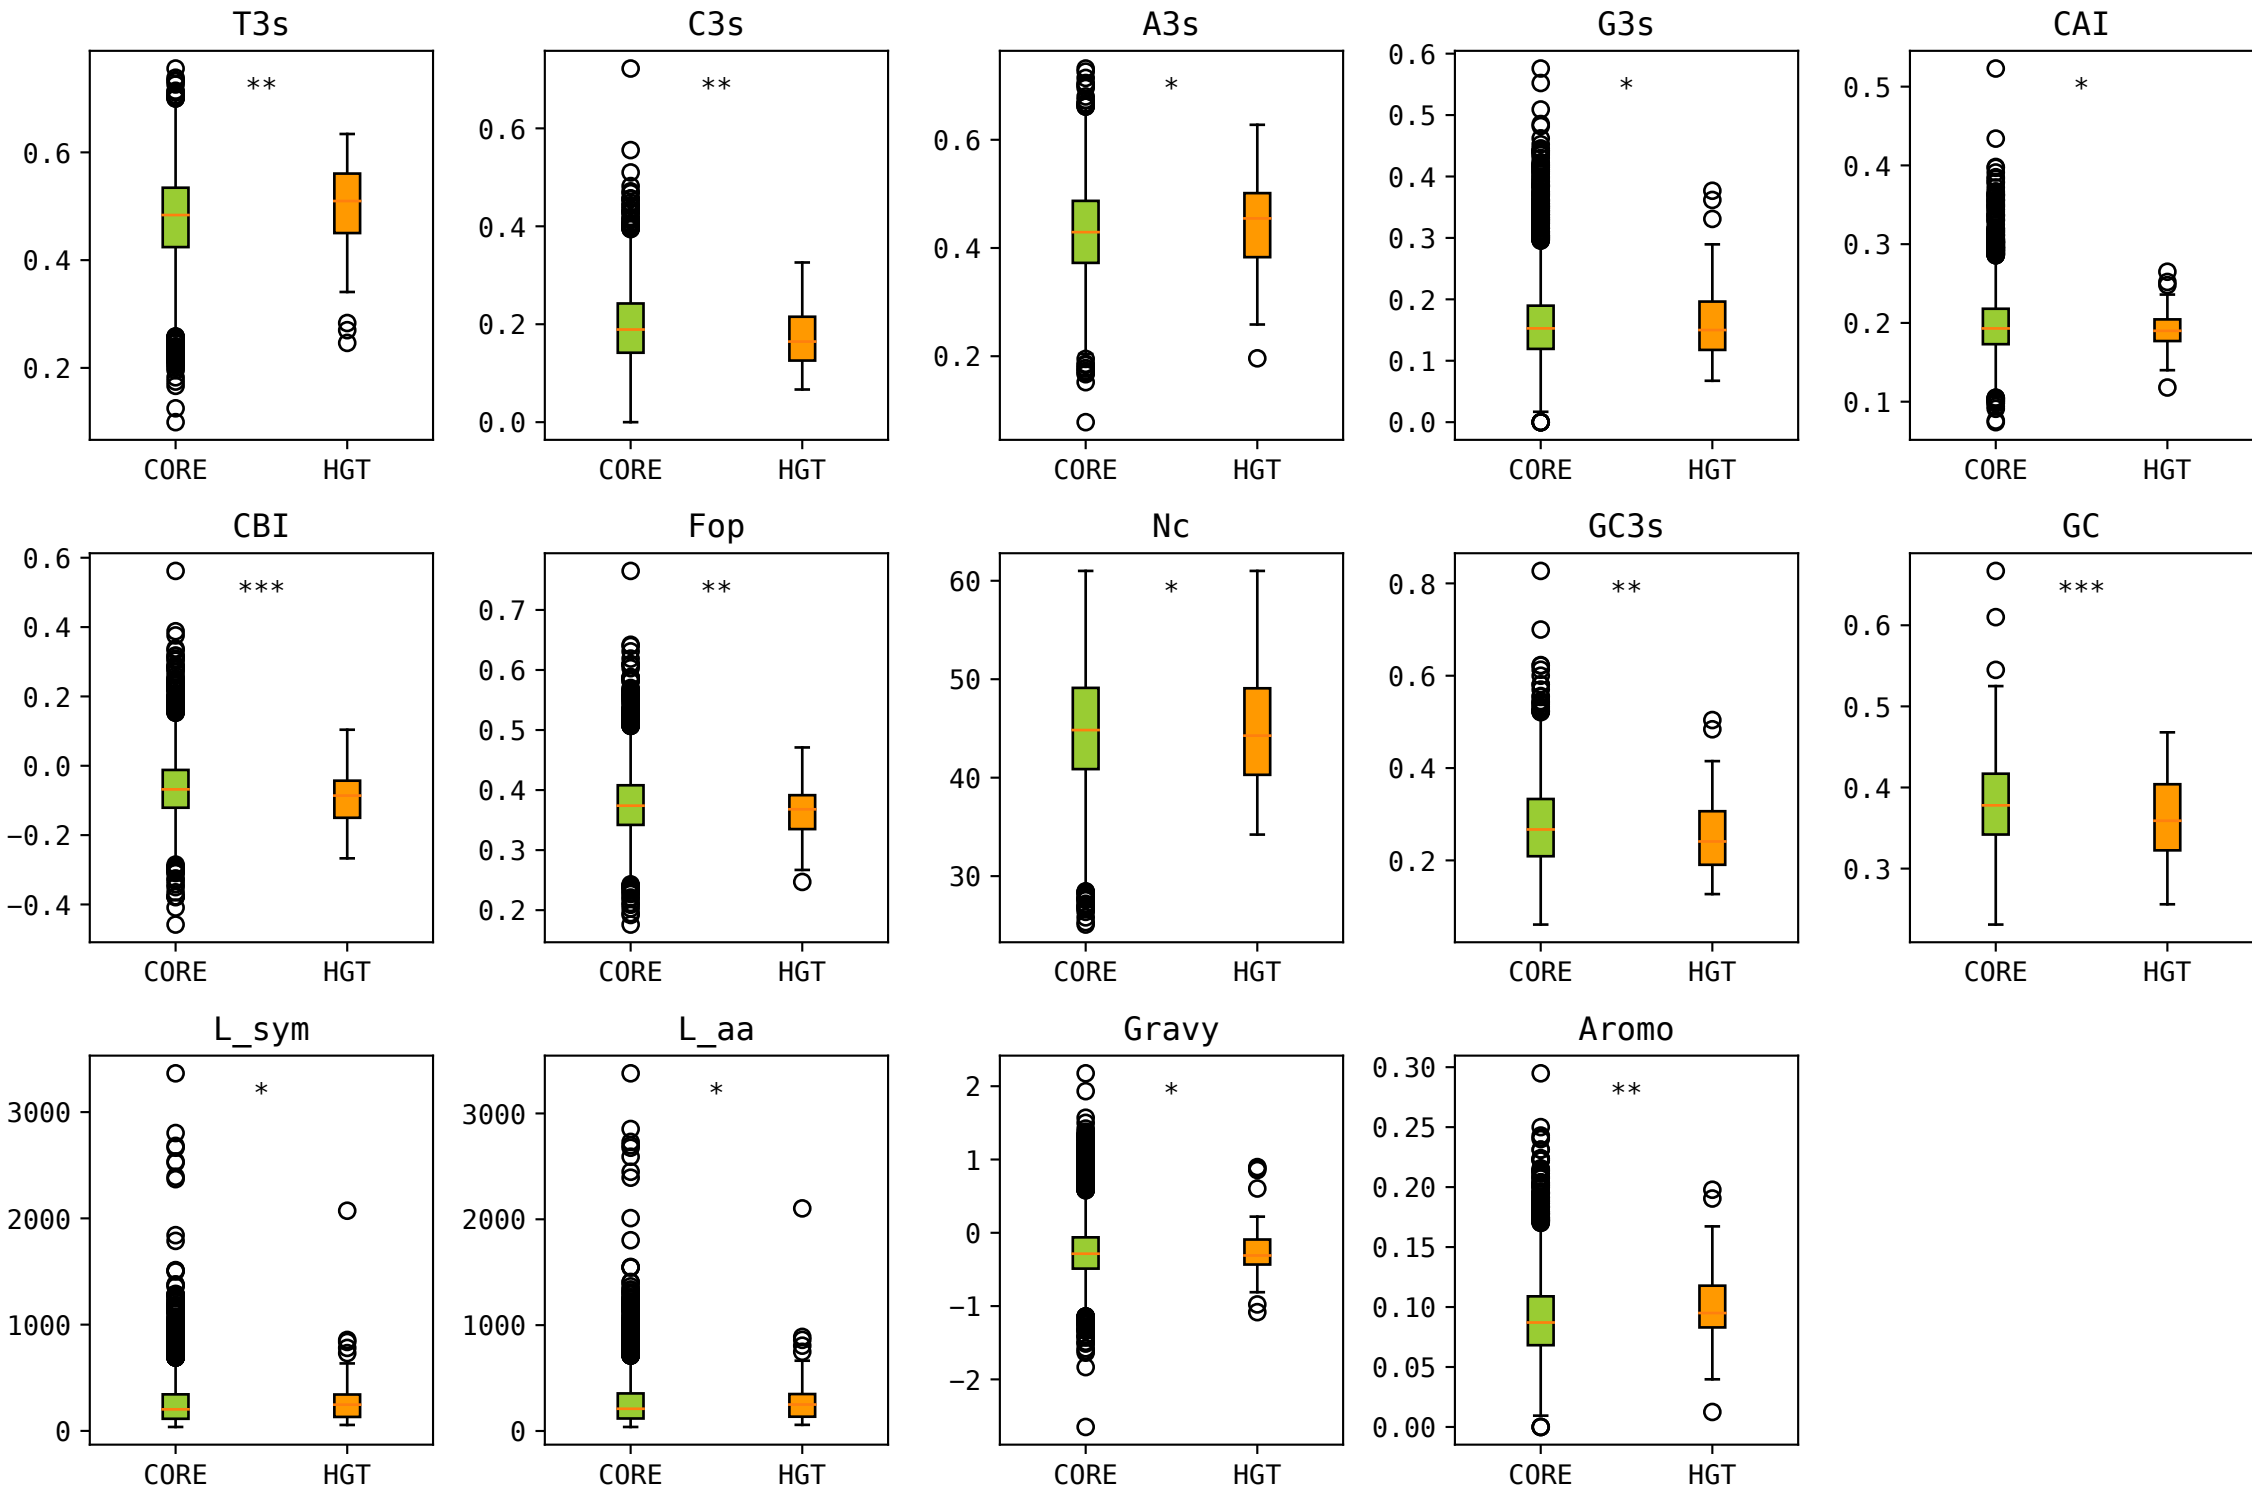 T3s C3s A3s G3s CAI
** ** * * *
0.6 0.4 0.2
0.6 0.4 0.2 0.0
0.6 0.4 0.2
0.6 0.5 0.4 0.3 0.2 0.1 0.0
0.5 0.4 0.3 0.2 0.1
CORE HGT CORE HGT CORE HGT CORE HGT CORE HGT
CBI Fop Nc GC3s GC
*** ** * ** ***
0.6 0.4 0.2 0.0 −0.2 −0.4
0.7 0.6 0.5 0.4 0.3 0.2
60 50 40 30
0.8 0.6 0.4 0.2
0.6 0.5 0.4 0.3
CORE HGT CORE HGT CORE HGT CORE HGT CORE HGT
L_sym L_aa Gravy Aromo
* * * **
3000 2000 1000 0
3000 2000 1000 0
2 1 0 −1 −2
0.30 0.25 0.20 0.15 0.10 0.05 0.00
CORE HGT CORE HGT CORE HGT CORE HGT